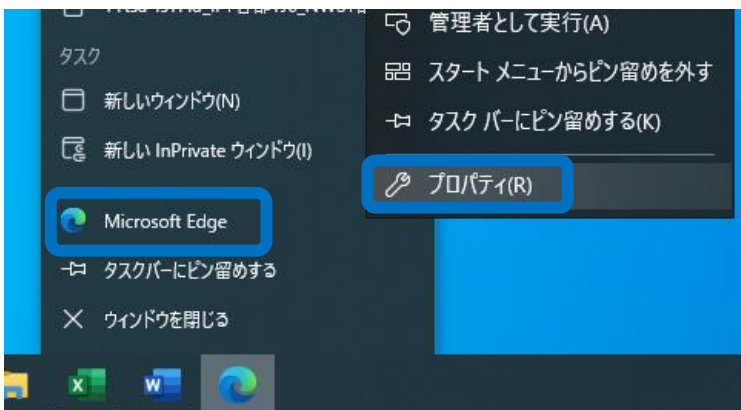 タスク
新しいウィンドウ(N)
新しい InPrivate ウィンドウ(I)
Microsoft Edge
タスクバーにピン留めする
ウィンドウを閉じる
管理者として実行(A)
スタート メニューからピン留めを外す
タスク バーにピン留めする(K)
プロパティ(R)